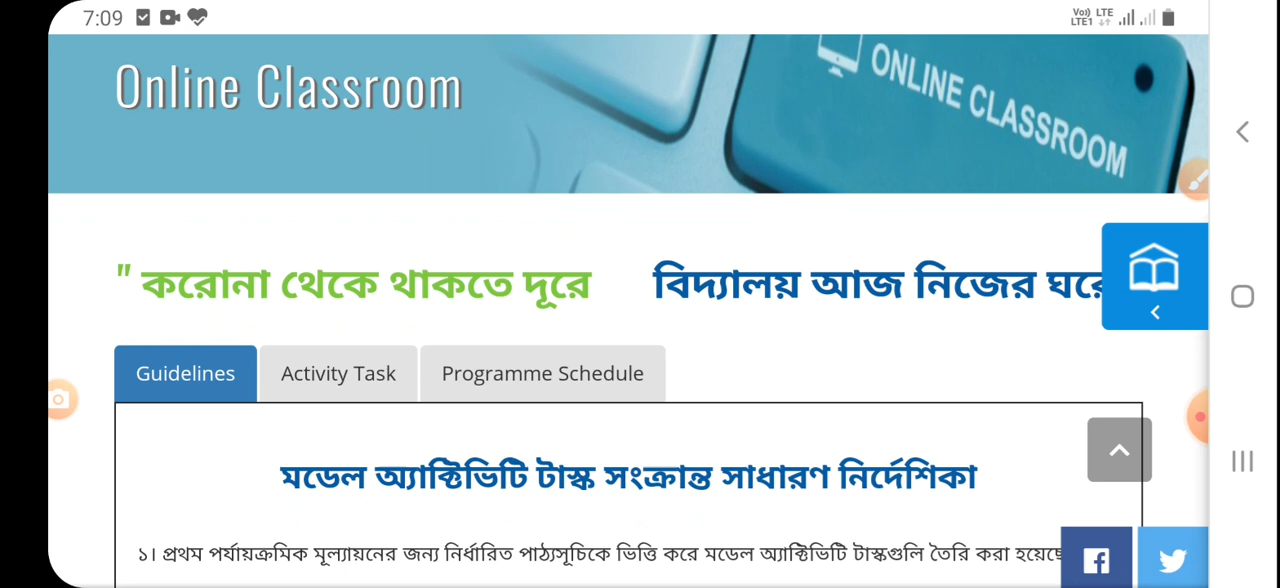 7:09
Vo) LTE
LTE1
Online Classroom
ONLINE CLASSROOM
" করোনা থেকে থাকতে দূরে বিদ্যালয় আজ নিজের ঘরে
Guidelines Activity Task Programme Schedule
মডেল অ্যাক্টিভিটি টাস্ক সংক্রান্ত সাধারণ নির্দেশিকা
১। প্রথম পর্যায়ক্রমিক মূল্যায়নের জন্য নির্ধারিত পাঠ্যসূচিকে ভিত্তি করে মডেল অ্যাক্টিভিটি টাস্কগুলি তৈরি করা হয়েছে